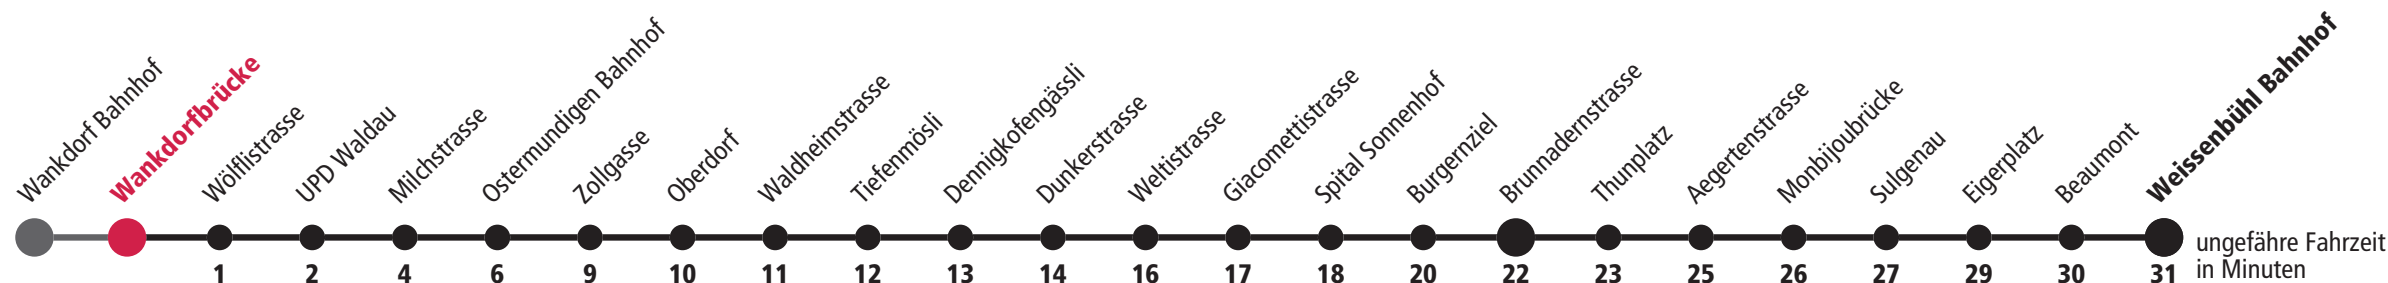 Wankdorf Bahnhof
Wankdorfbrücke
Wölflistrasse
UPD Waldau
Milchstrasse
Ostermundigen Bahnhof
Zollgasse
Oberdorf
Waldheimstrasse
Tiefenmösli
Dennigkofengässli
Dunkerstrasse
Weltistrasse
Giacomettistrasse
Spital Sonnenhof
Burgernziel
Brunnadernstrasse
Thunplatz
Aegertenstrasse
Monbijoubrücke
Sulgenau
Eigerplatz
Beaumont
Weissenbühl Bahnhof
1 2 4 6 9 10 11 12 13 14 16 17 18 20 22 23 25 26 27 29 30 31
ungefähre Fahrzeit
in Minuten